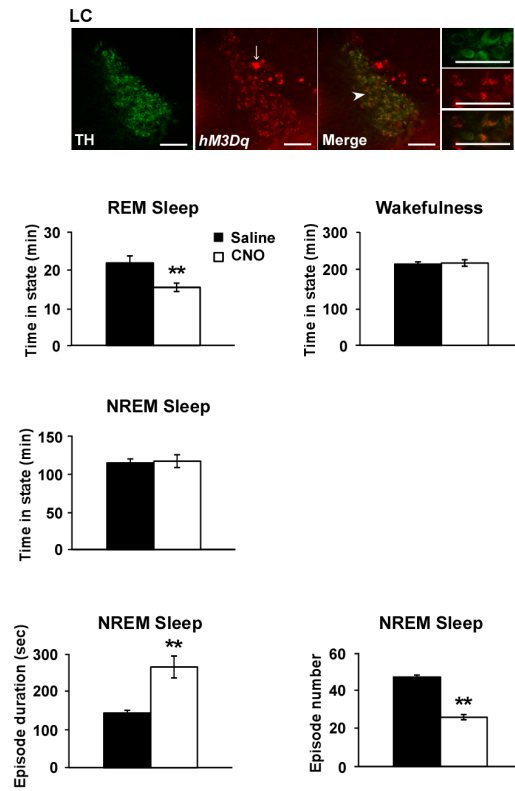 LC
TH
hM3Dq
Merge
REM Sleep
Time in state (min)
30
20
10
0
**
Saline
CNO
Wakefulness
Time in state (min)
300
200
100
0
NREM Sleep
Time in state (min)
150
100
50
0
NREM Sleep
Episode duration (sec)
300
200
100
0
**
NREM Sleep
Episode number
60
40
20
0
**